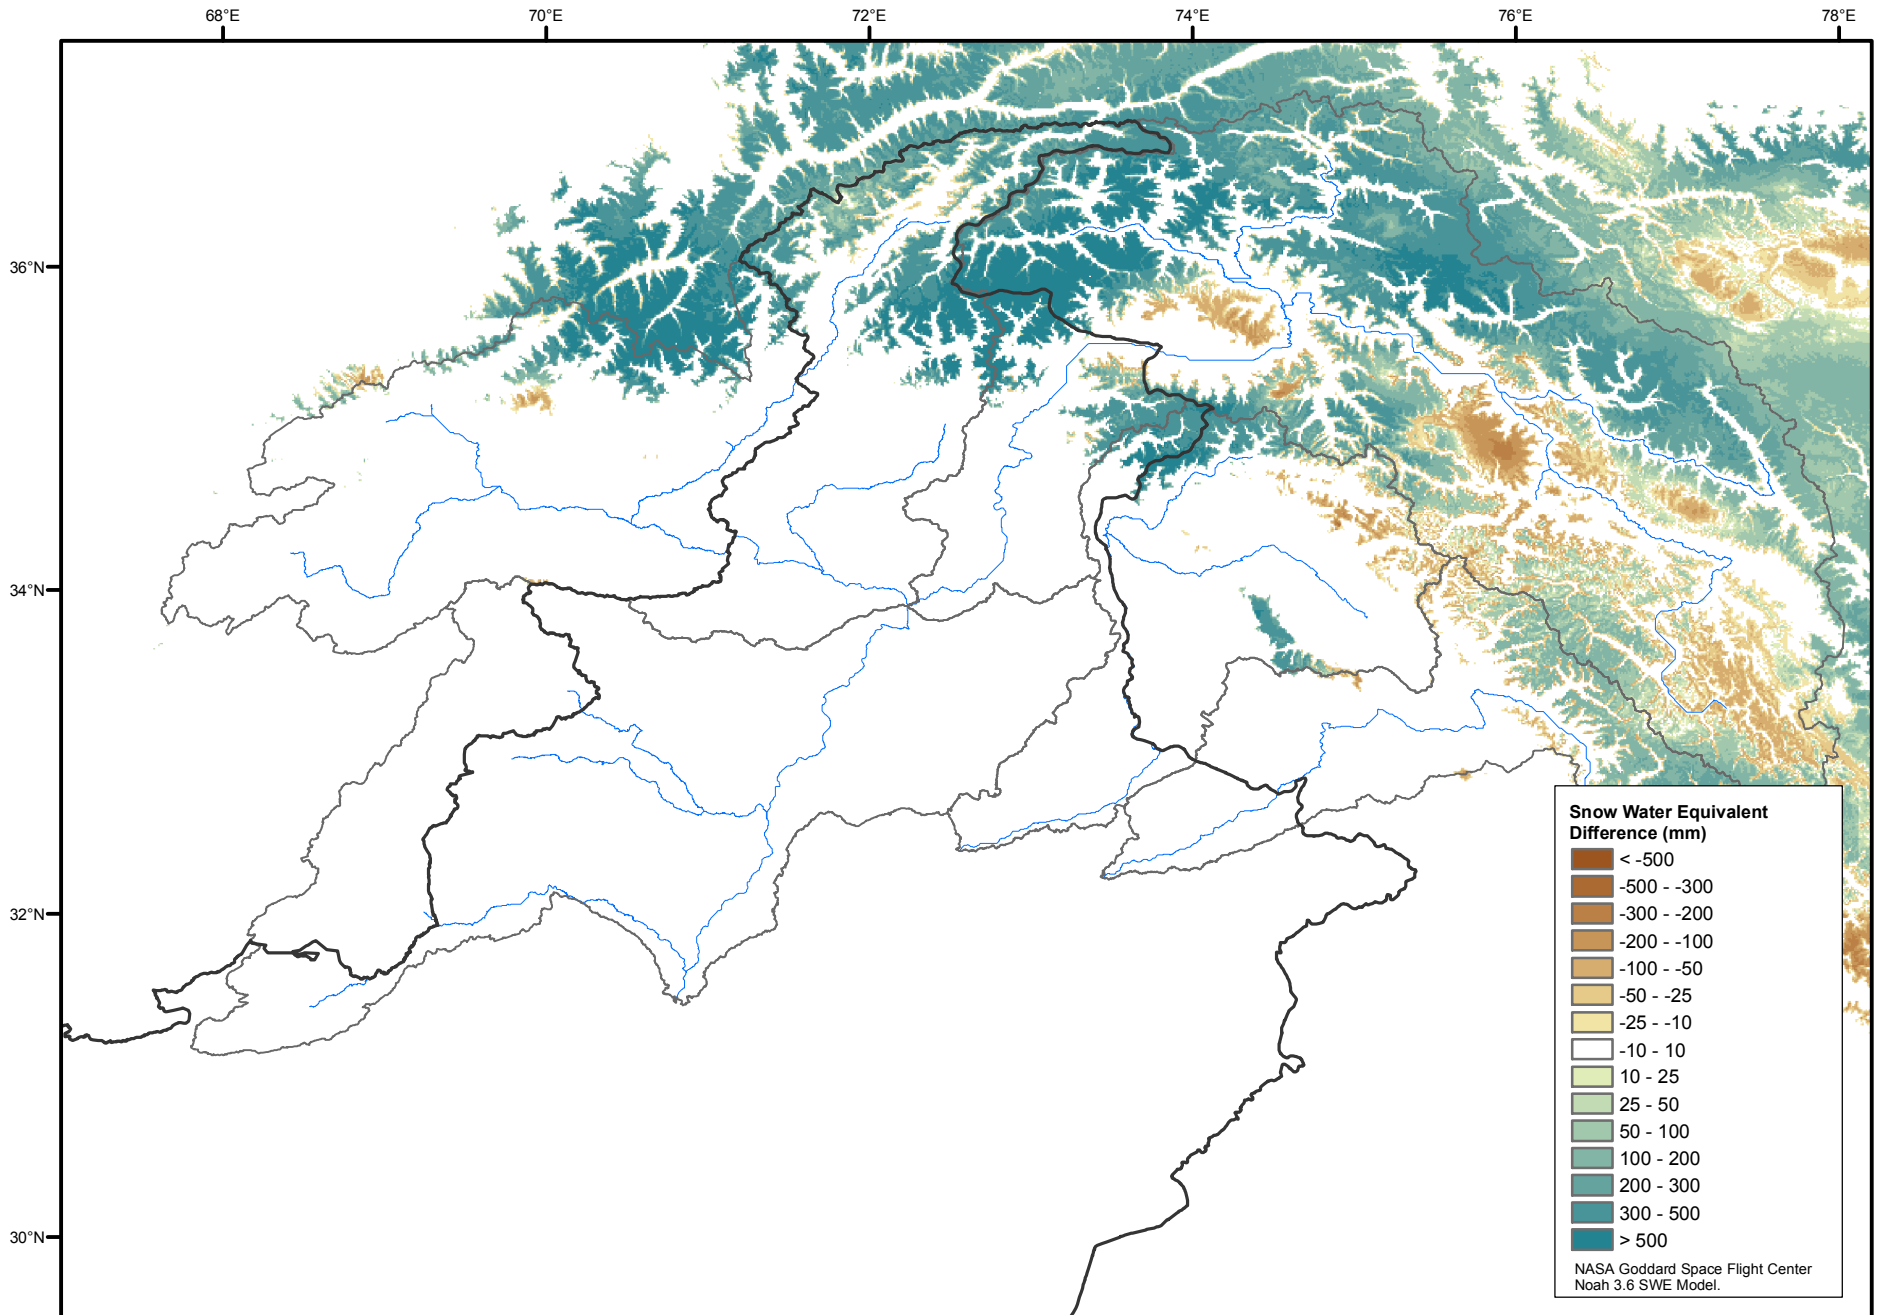 68°E 70°E 72°E 74°E 76°E 78°E
36°N
34°N
32°N
30°N
Snow Water Equivalent
Difference (mm)
< -500
-500 - -300
-300 - -200
-200 - -100
-100 - -50
-50 - -25
-25 - -10
-10 - 10
10 - 25
25 - 50
50 - 100
100 - 200
200 - 300
300 - 500
> 500
NASA Goddard Space Flight Center
Noah 3.6 SWE Model.